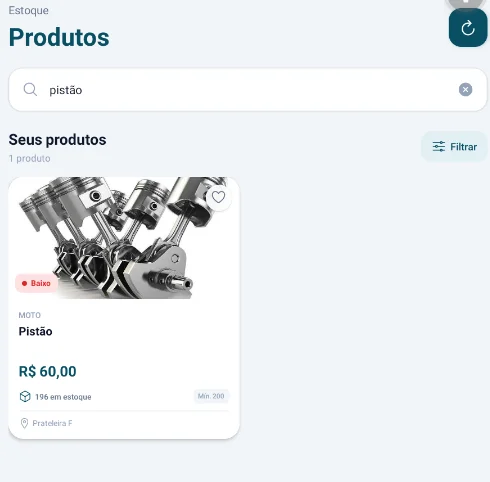 Estoque
Produtos
pistão
Seus produtos
1 produto
Filtrar
Baixo
MOTO
Pistão
R$ 60,00
196 em estoque
Mín. 200
Prateleira F